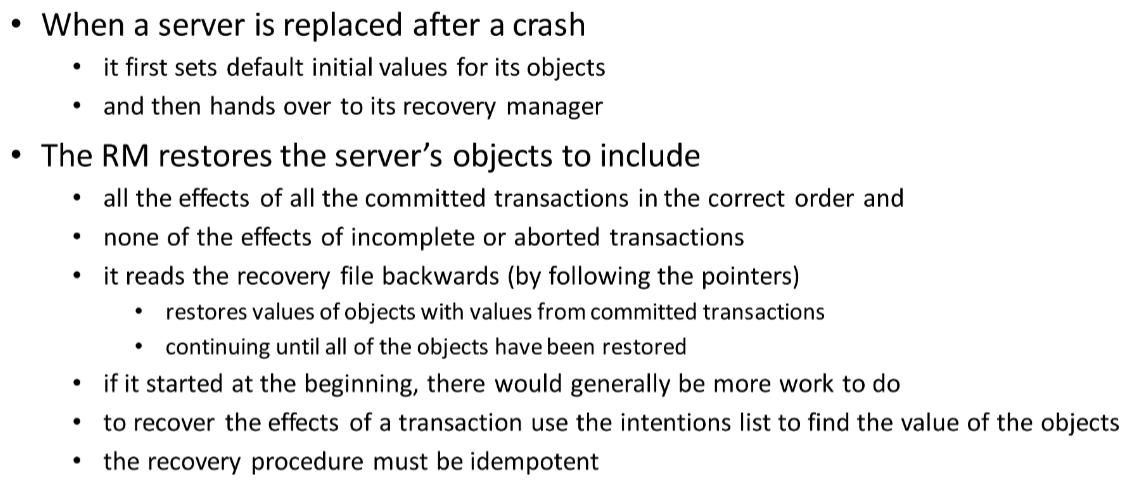 • When a server is replaced after a crash
• it first sets default initial values for its objects
• and then hands over to its recovery manager
• The RM restores the server’s objects to include
• all the effects of all the committed transactions in the correct order and
• none of the effects of incomplete or aborted transactions
• it reads the recovery file backwards (by following the pointers)
• restores values of objects with values from committed transactions
• continuing until all of the objects have been restored
• if it started at the beginning, there would generally be more work to do
• to recover the effects of a transaction use the intentions list to find the value of the objects
• the recovery procedure must be idempotent